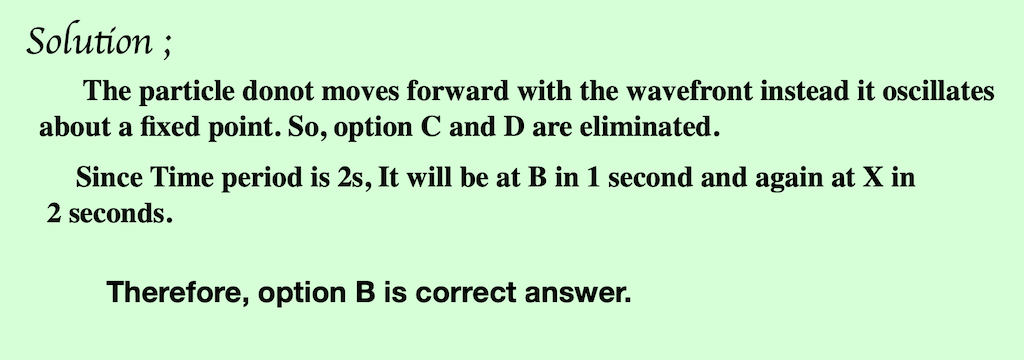 Solution ;
The particle donot moves forward with the wavefront instead it oscillates
about a fixed point. So, option C and D are eliminated.
Since Time period is 2s, It will be at B in 1 second and again at X in
2 seconds.
Therefore, option B is correct answer.